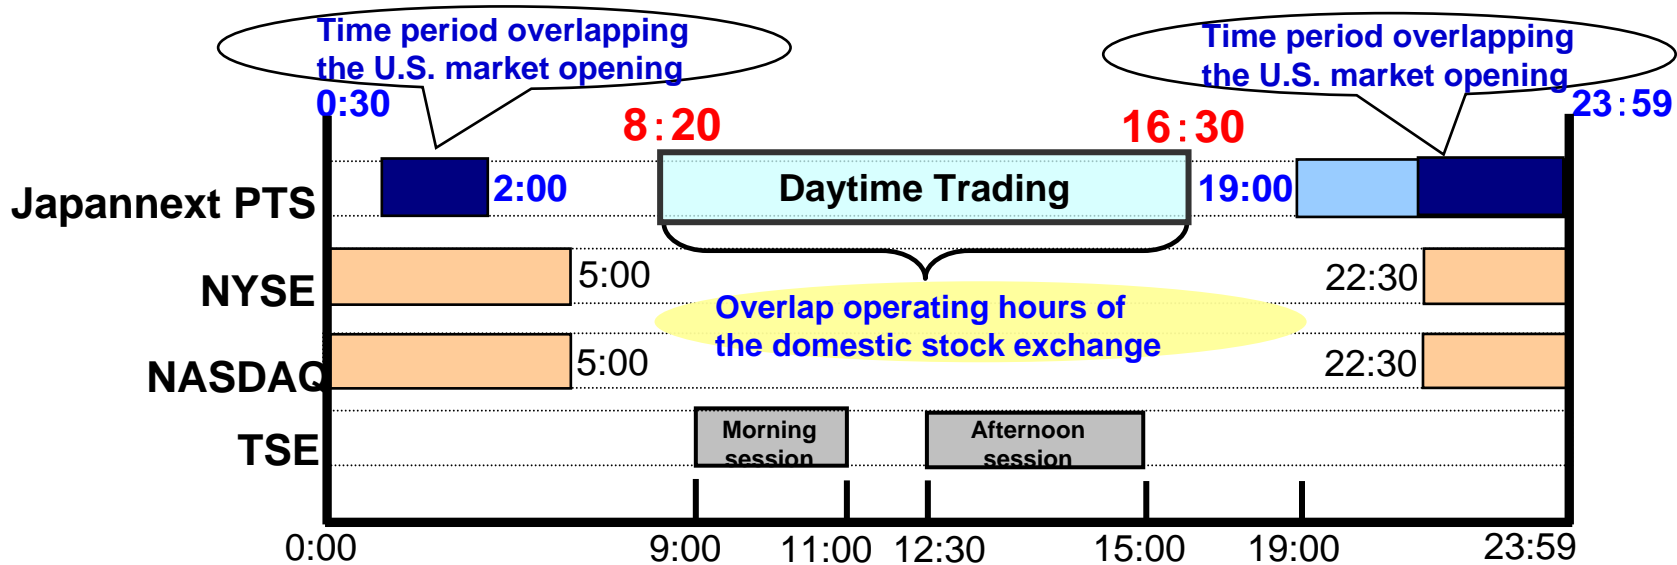 Time period overlapping
the U.S. market opening
Time period overlapping
the U.S. market opening
0:30
8:20
16:30
23:59
Japannext PTS
2:00
Daytime Trading
19:00
NYSE
5:00
22:30
Overlap operating hours of
the domestic stock exchange
NASDAQ
5:00
22:30
TSE
Morning
session
Afternoon
session
0:00
9:00
11:00
12:30
15:00
19:00
23:59